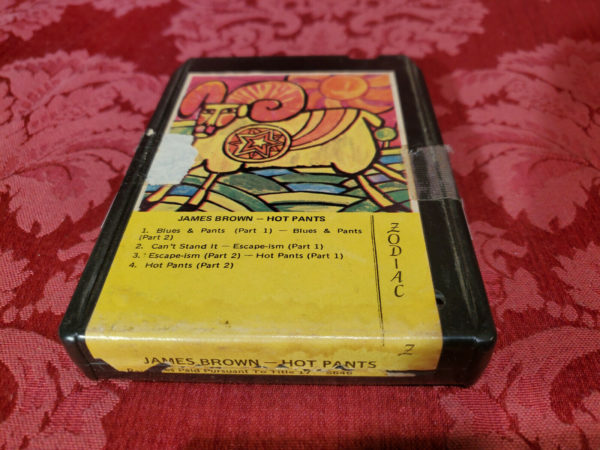 JAMES BROWN — HOT PANTS
1. Blues & Pants (Part 1) — Blues & Pants
(Part 2)
2. Can't Stand It — Escape-ism (Part 1)
3. Escape-ism (Part 2) — Hot Pants (Part 1)
4. Hot Pants (Part 2)
ZODIAC
Z
JAMES BROWN — HOT PANTS
Paid Pursuant To Title 17